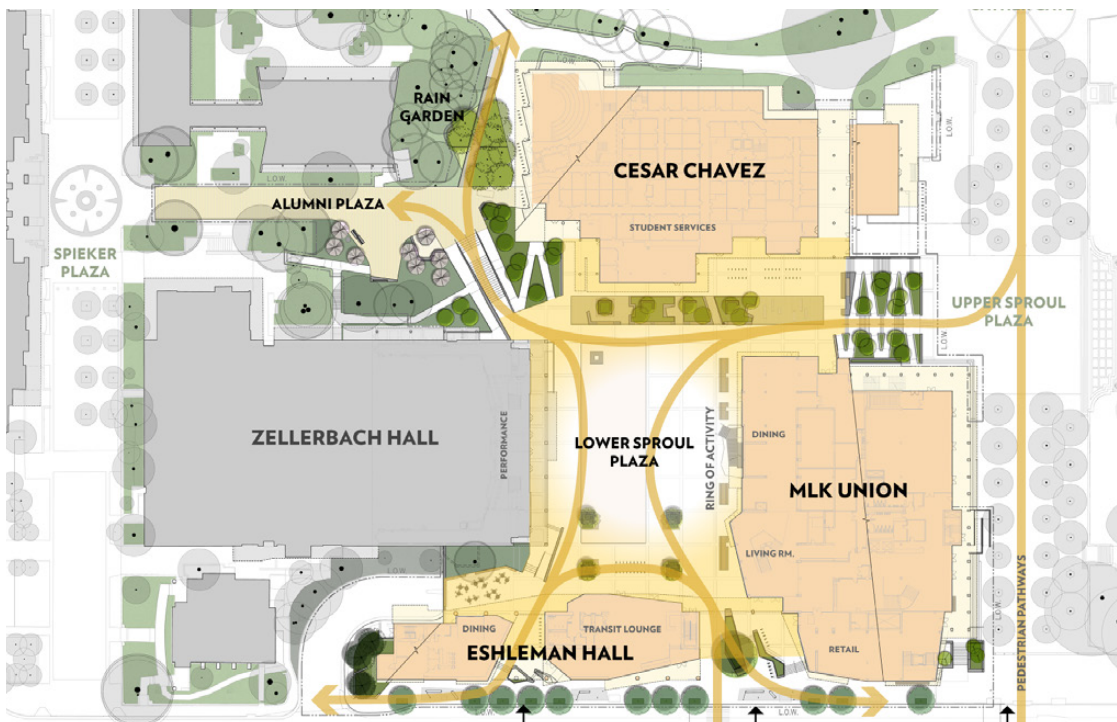 RAIN
GARDEN
CESAR CHAVEZ
ALUMNI PLAZA
STUDENT SERVICES
SPIEKER
PLAZA
UPPER SPROUL
PLAZA
ZELLERBACH HALL
PERFORMANCE
LOWER SPROUL
PLAZA
RING OF ACTIVITY
DINING
MLK UNION
LIVING RM.
DINING
TRANSIT LOUNGE
ESHLEMAN HALL
RETAIL
PEDESTRIAN PATHWAYS
L.O.W.
L.O.W.
L.O.W.
L.O.W.
L.O.W.
L.O.W.
L.O.W.
L.O.W.